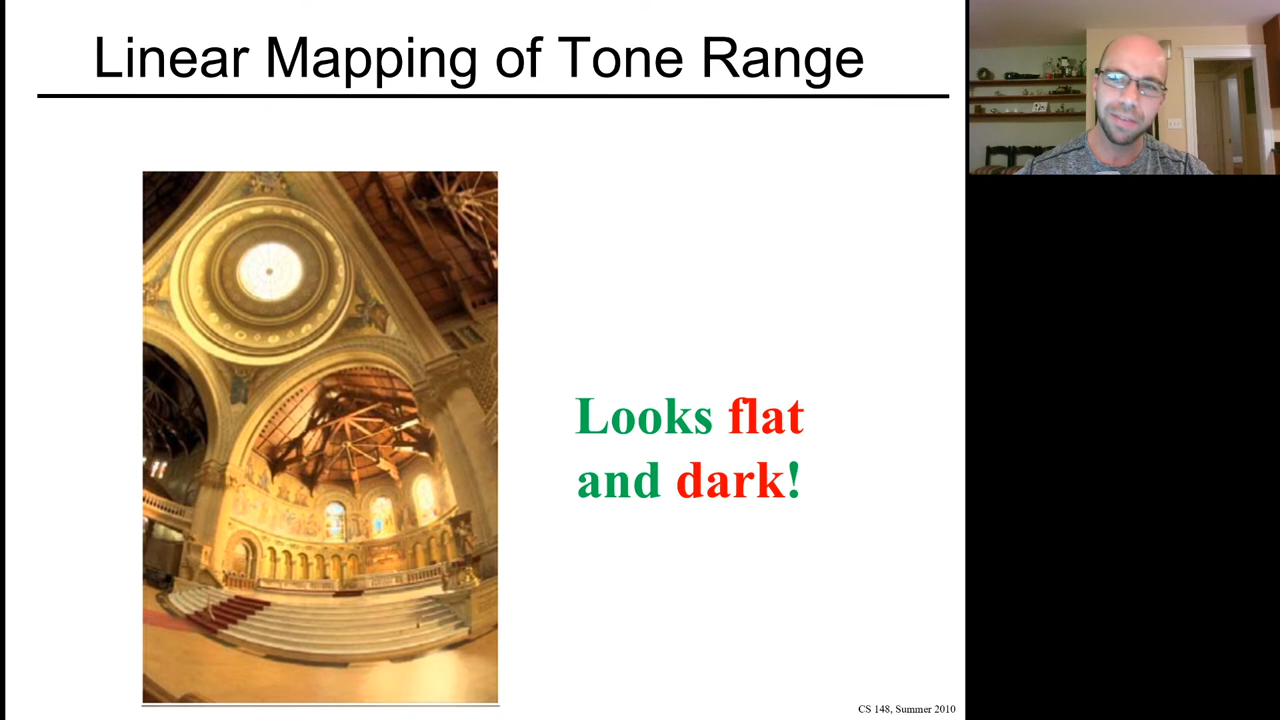 Linear Mapping of Tone Range
Looks flat
and dark!
CS 148, Summer 2010